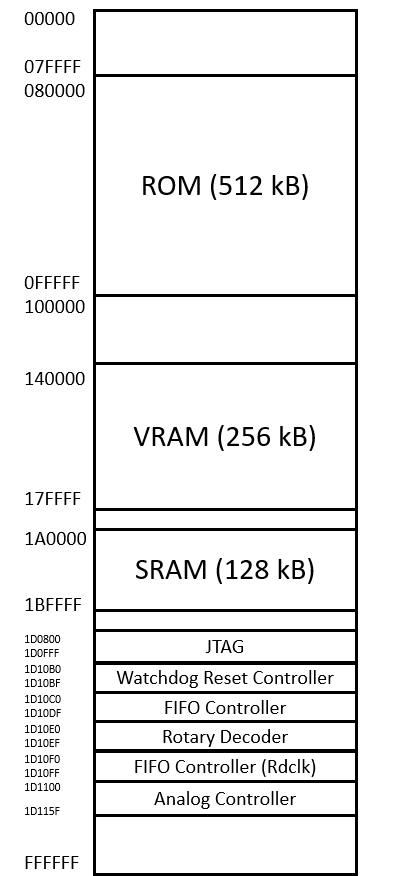 00000
07FFFF
080000
ROM (512 kB)
0FFFFF
100000
140000
VRAM (256 kB)
17FFFF
1A0000
SRAM (128 kB)
1BFFFF
1D0800
JTAG
1D0FFF
1D10B0
Watchdog Reset Controller
1D10BF
1D10C0
FIFO Controller
1D10DF
1D10E0
Rotary Decoder
1D10EF
1D10F0
FIFO Controller (Rdclk)
1D10FF
1D1100
Analog Controller
1D115F
FFFFFF